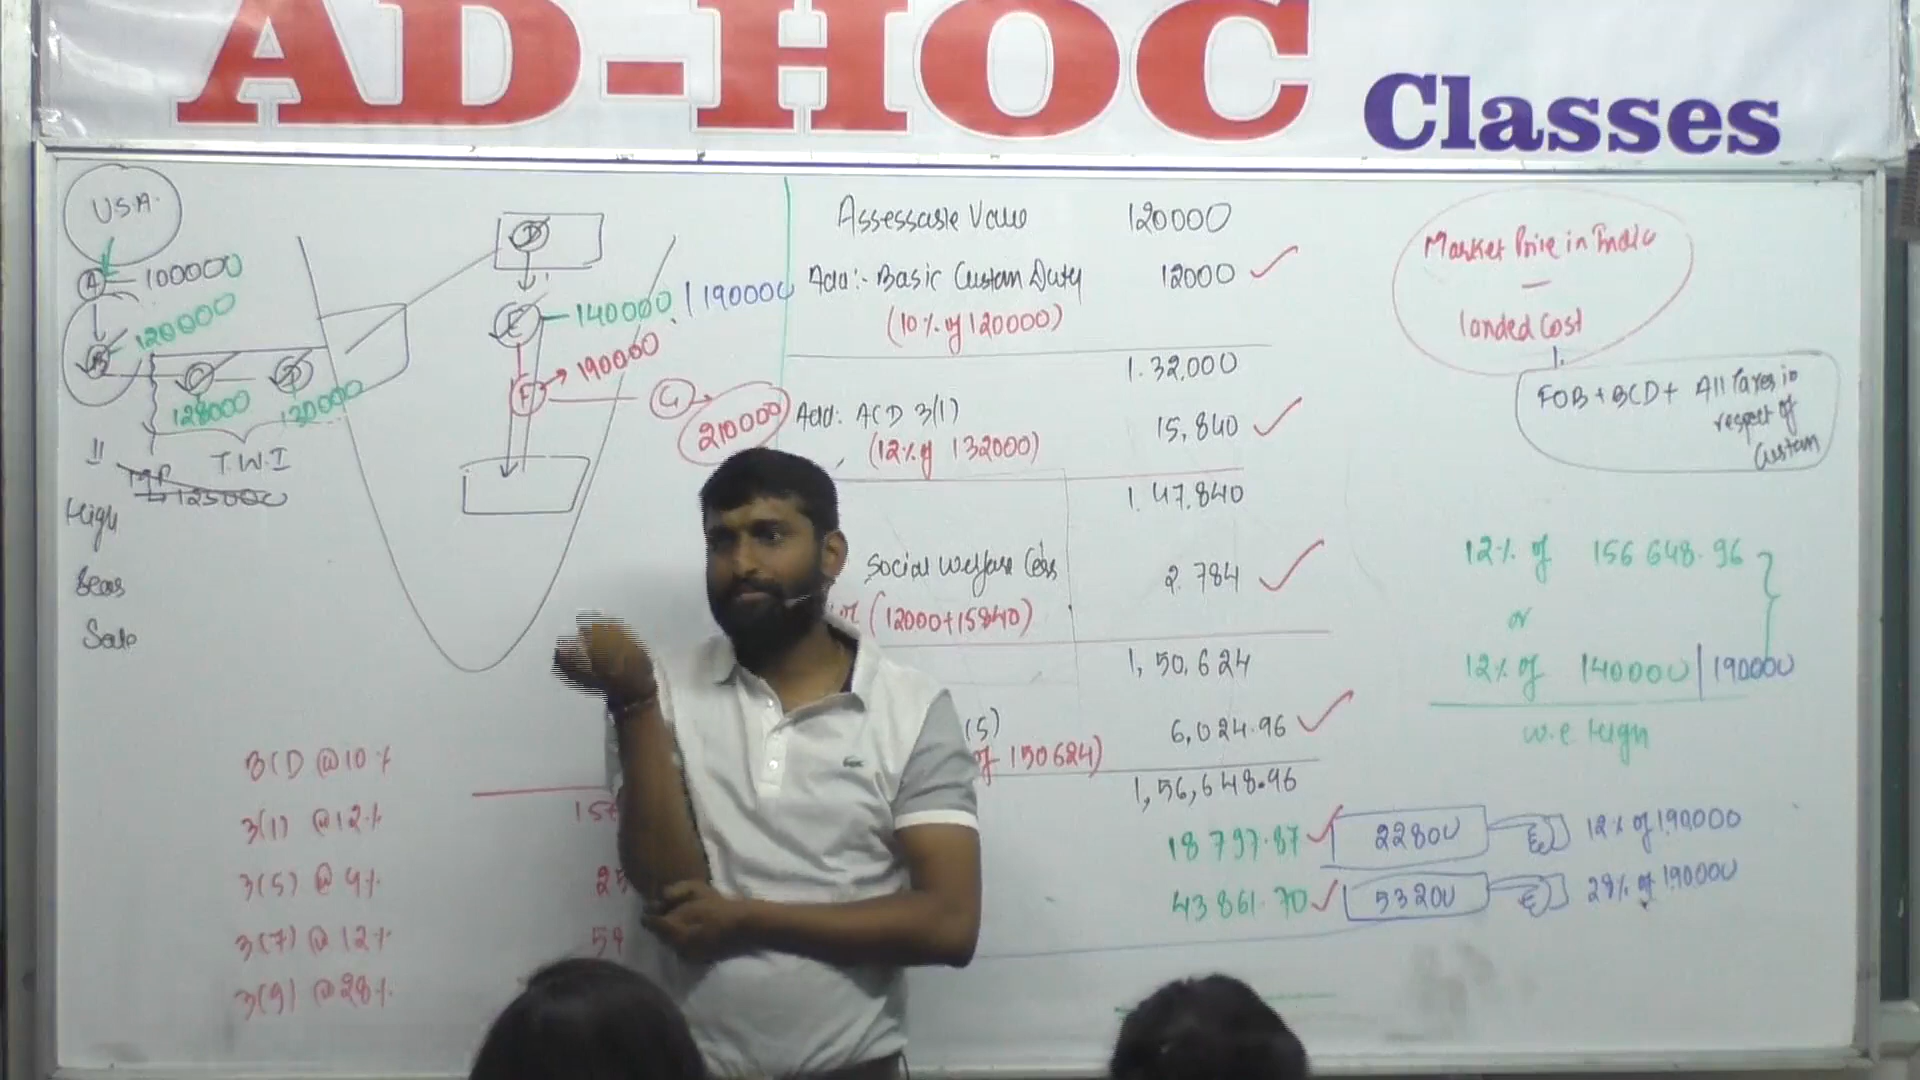 AD-HOC Classes
U.S.A.
A 100000
B 120000
C D
128000 130000
T.W.I
125000
!!
High
Seas
Sale
D
E 140000 / 190000
F → 190000
G
210000
Assessable Value 120000
Add:- Basic Custom Duty 12000
(10% of 120000)
1,32,000
Add: ACD 3(1) 15,840
(12% of 132000)
1,47,840
Social Welfare Cess 2,784
(12000+15840)
1,50,624
(5) 6,024.96
of 150624)
1,56,648.96
18797.87 22800 12% of 190000
43861.70 53200 28% of 190000
Market Price in India
—
landed Cost
FOB + BCD + All Taxes in
respect of
Custom
12% of 156648.96
or
12% of 140000 / 190000
w.e High
BCD @ 10%
3(1) @ 12%
3(5) @ 4%
3(7) @ 12%
3(9) @ 28%